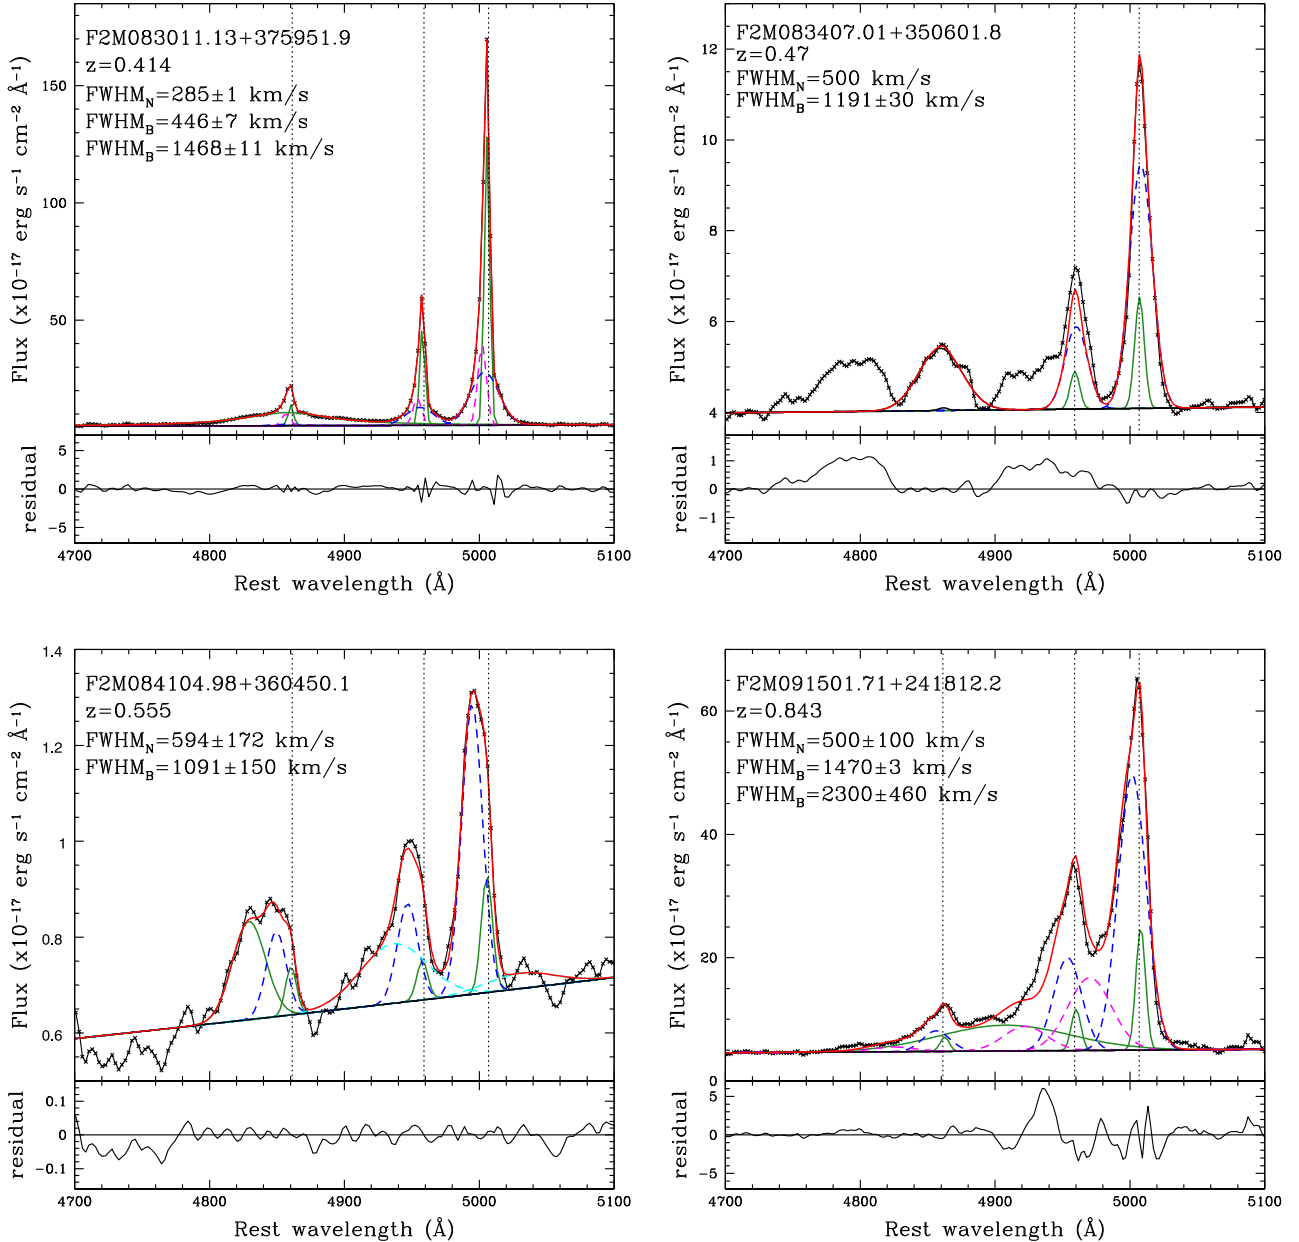 F2M083011.13+375951.9
z=0.414
FWHM_N=285±1 km/s
FWHM_B=446±7 km/s
FWHM_B=1468±11 km/s
Flux (x10⁻¹⁷ erg s⁻¹ cm⁻² Å⁻¹)
150
100
50
residual
5
0
−5
4700 4800 4900 5000 5100
Rest wavelength (Å)
F2M083407.01+350601.8
z=0.47
FWHM_N=500 km/s
FWHM_B=1191±30 km/s
Flux (x10⁻¹⁷ erg s⁻¹ cm⁻² Å⁻¹)
12
10
8
6
4
residual
1
0
−1
4700 4800 4900 5000 5100
Rest wavelength (Å)
F2M084104.98+360450.1
z=0.555
FWHM_N=594±172 km/s
FWHM_B=1091±150 km/s
Flux (x10⁻¹⁷ erg s⁻¹ cm⁻² Å⁻¹)
1.4
1.2
1
0.8
0.6
residual
0.1
0
−0.1
4700 4800 4900 5000 5100
Rest wavelength (Å)
F2M091501.71+241812.2
z=0.843
FWHM_N=500±100 km/s
FWHM_B=1470±3 km/s
FWHM_B=2300±460 km/s
Flux (x10⁻¹⁷ erg s⁻¹ cm⁻² Å⁻¹)
60
40
20
0
residual
5
0
−5
4700 4800 4900 5000 5100
Rest wavelength (Å)